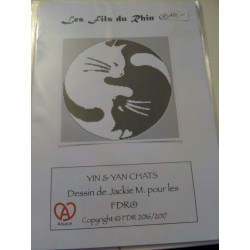 Les Fils du Rhin
YIN & YAN CHATS
Dessin de Jackie M. pour les
FDR®
Copyright © FDR 2016/2017
A
Alsace